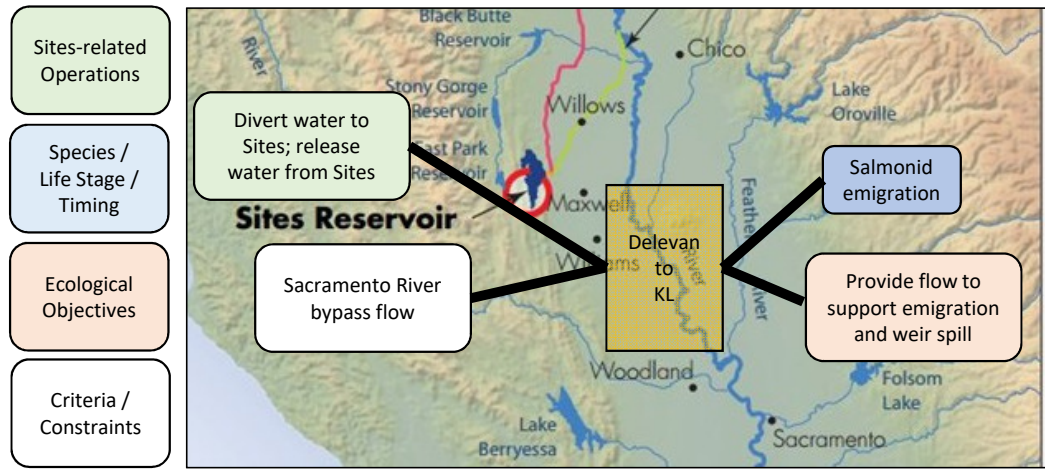 Sites-related
Operations
Species /
Life Stage /
Timing
Ecological
Objectives
Criteria /
Constraints
Black Butte
Reservoir
River
Chico
Stony Gorge
Reservoir
Willows
Lake
Oroville
Divert water to
Sites; release
water from Sites
East Park
Reservoir
Salmonid
emigration
Sites Reservoir
Maxwell
Feather River
Williams
River
Delevan
to
KL
Sacramento River
bypass flow
Provide flow to
support emigration
and weir spill
Woodland
Folsom
Lake
Lake
Berryessa
Sacramento